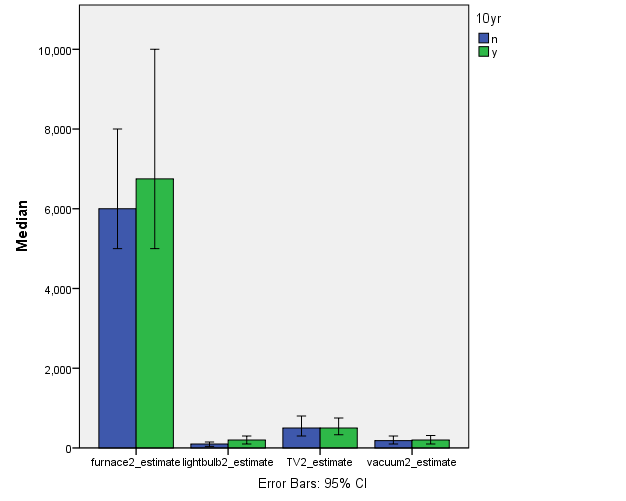 10yr
n
y
10,000
8,000
6,000
4,000
2,000
0
Median
furnace2_estimate lightbulb2_estimate TV2_estimate vacuum2_estimate
Error Bars: 95% CI